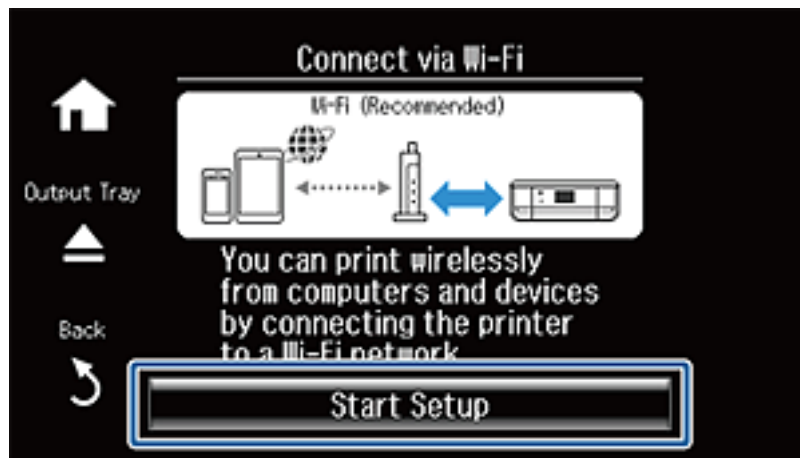 Connect via Wi-Fi
Wi-Fi (Recommended)
Output Tray
You can print wirelessly
from computers and devices
by connecting the printer
to a Wi-Fi network
Back
Start Setup